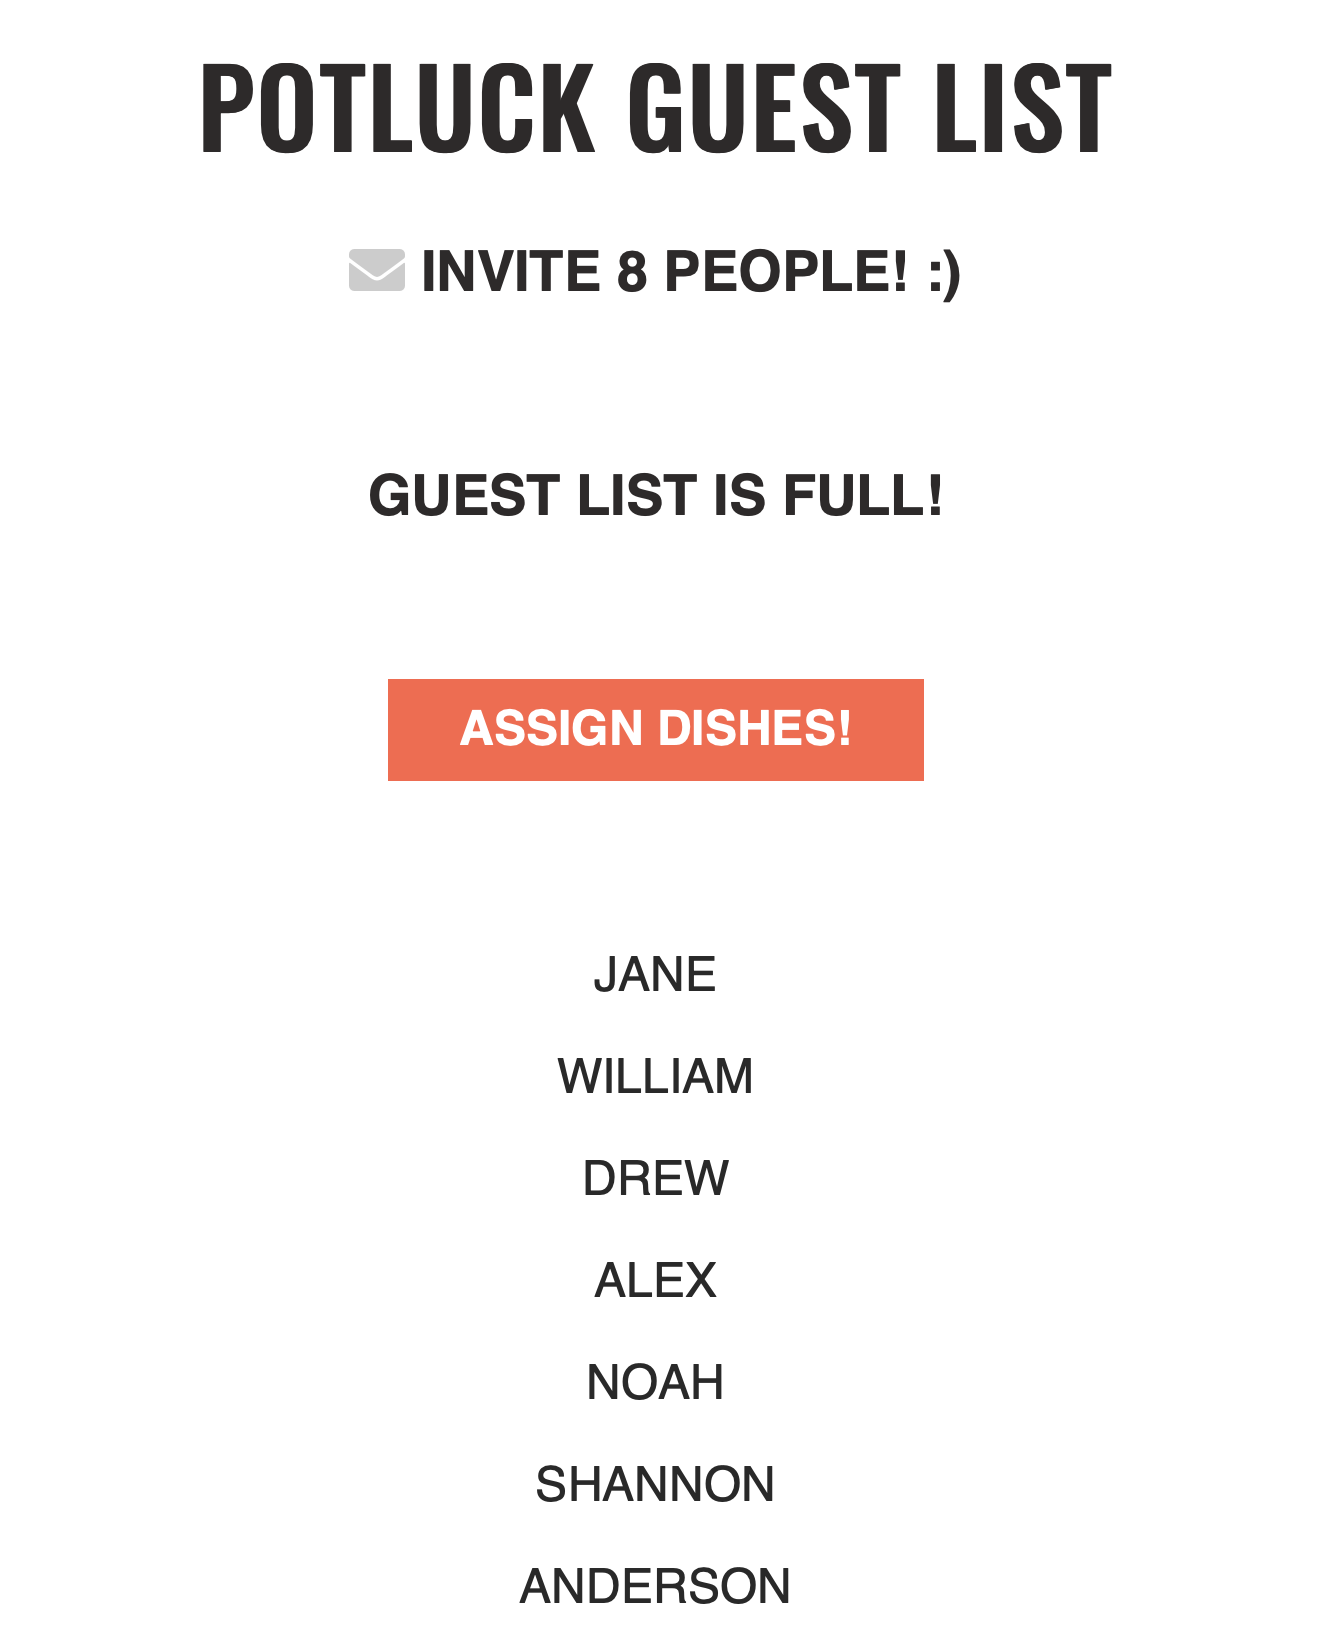 POTLUCK GUEST LIST
INVITE 8 PEOPLE! :)
GUEST LIST IS FULL!
ASSIGN DISHES!
JANE
WILLIAM
DREW
ALEX
NOAH
SHANNON
ANDERSON